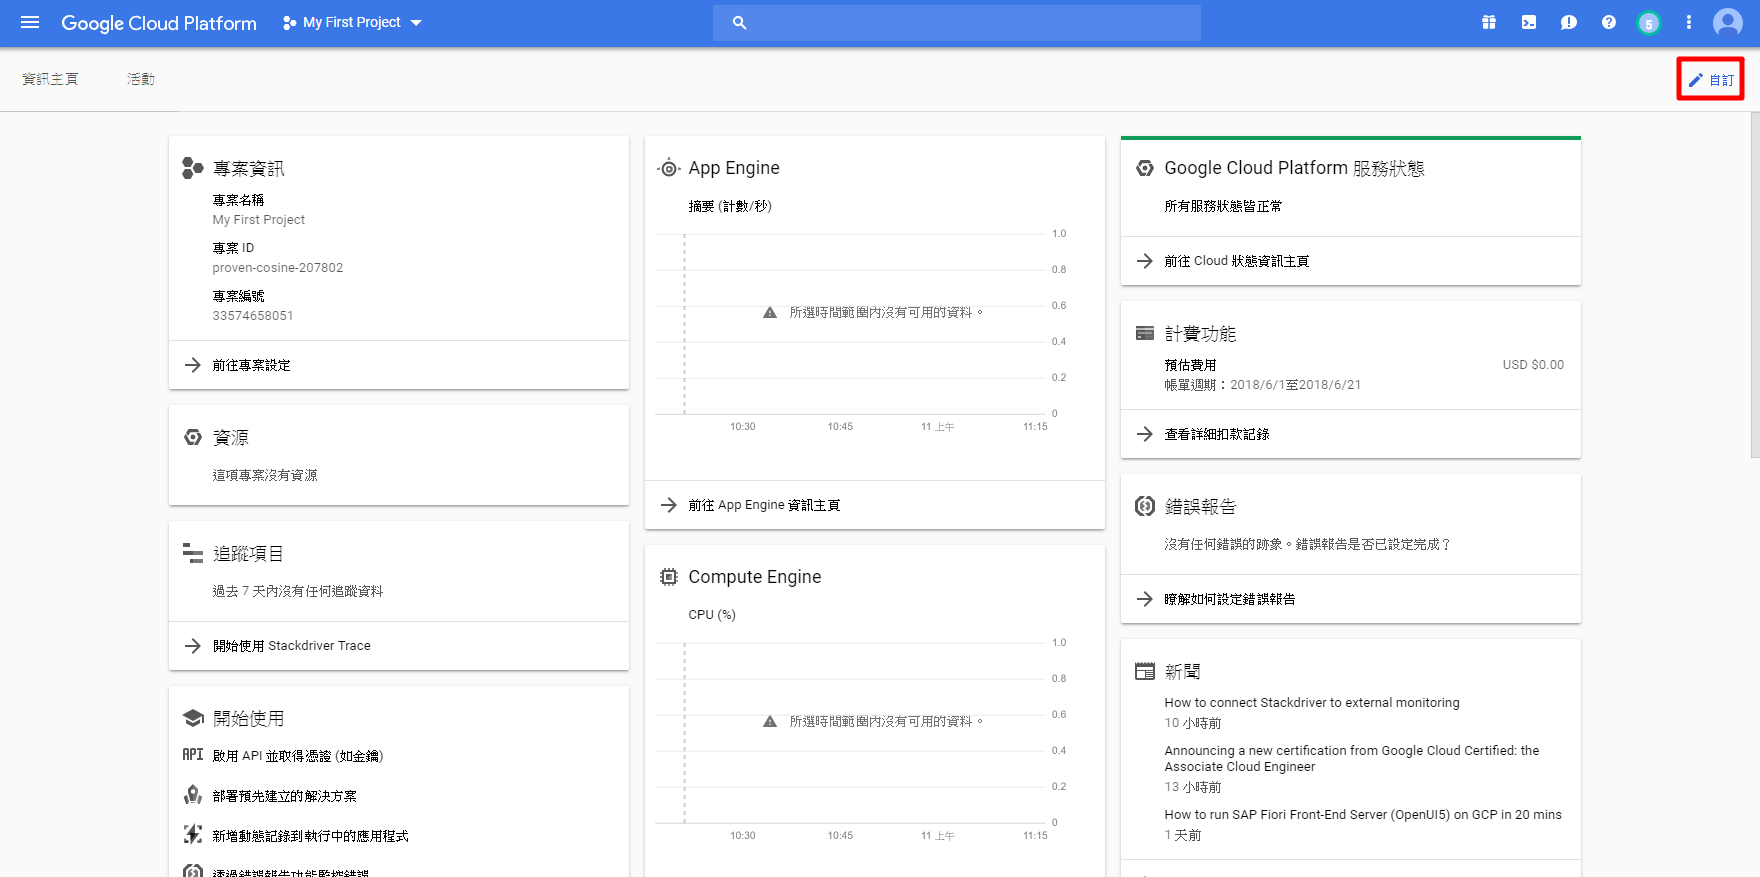 Google Cloud Platform
My First Project
5
資訊主頁
活動
自訂
專案資訊
專案名稱
My First Project
專案 ID
proven-cosine-207802
專案編號
33574658051
前往專案設定
資源
這項專案沒有資源
追蹤項目
過去 7 天內沒有任何追蹤資料
開始使用 Stackdriver Trace
開始使用
API 啟用 API 並取得憑證 (如金鑰)
部署預先建立的解決方案
新增動態記錄到執行中的應用程式
透過錯誤報告功能監控錯誤
App Engine
摘要 (計數/秒)
1.0
0.8
0.6
所選時間範圍內沒有可用的資料。
0.4
0.2
0
10:30
10:45
11 上午
11:15
前往 App Engine 資訊主頁
Compute Engine
CPU (%)
1.0
0.8
0.6
所選時間範圍內沒有可用的資料。
0.4
0.2
0
10:30
10:45
11 上午
11:15
Google Cloud Platform 服務狀態
所有服務狀態皆正常
前往 Cloud 狀態資訊主頁
計費功能
預估費用
USD $0.00
帳單週期：2018/6/1至2018/6/21
查看詳細扣款記錄
錯誤報告
沒有任何錯誤的跡象。錯誤報告是否已設定完成？
瞭解如何設定錯誤報告
新聞
How to connect Stackdriver to external monitoring
10 小時前
Announcing a new certification from Google Cloud Certified: the
Associate Cloud Engineer
13 小時前
How to run SAP Fiori Front-End Server (OpenUI5) on GCP in 20 mins
1 天前